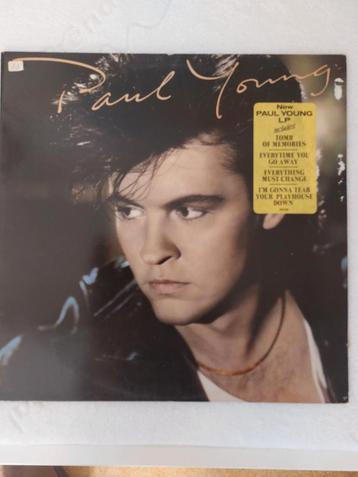 Paul Young
New
PAUL YOUNG
LP
includes
TOMB
OF MEMORIES
EVERYTIME YOU
GO AWAY
EVERYTHING
MUST CHANGE
I'M GONNA TEAR
YOUR PLAYHOUSE
DOWN